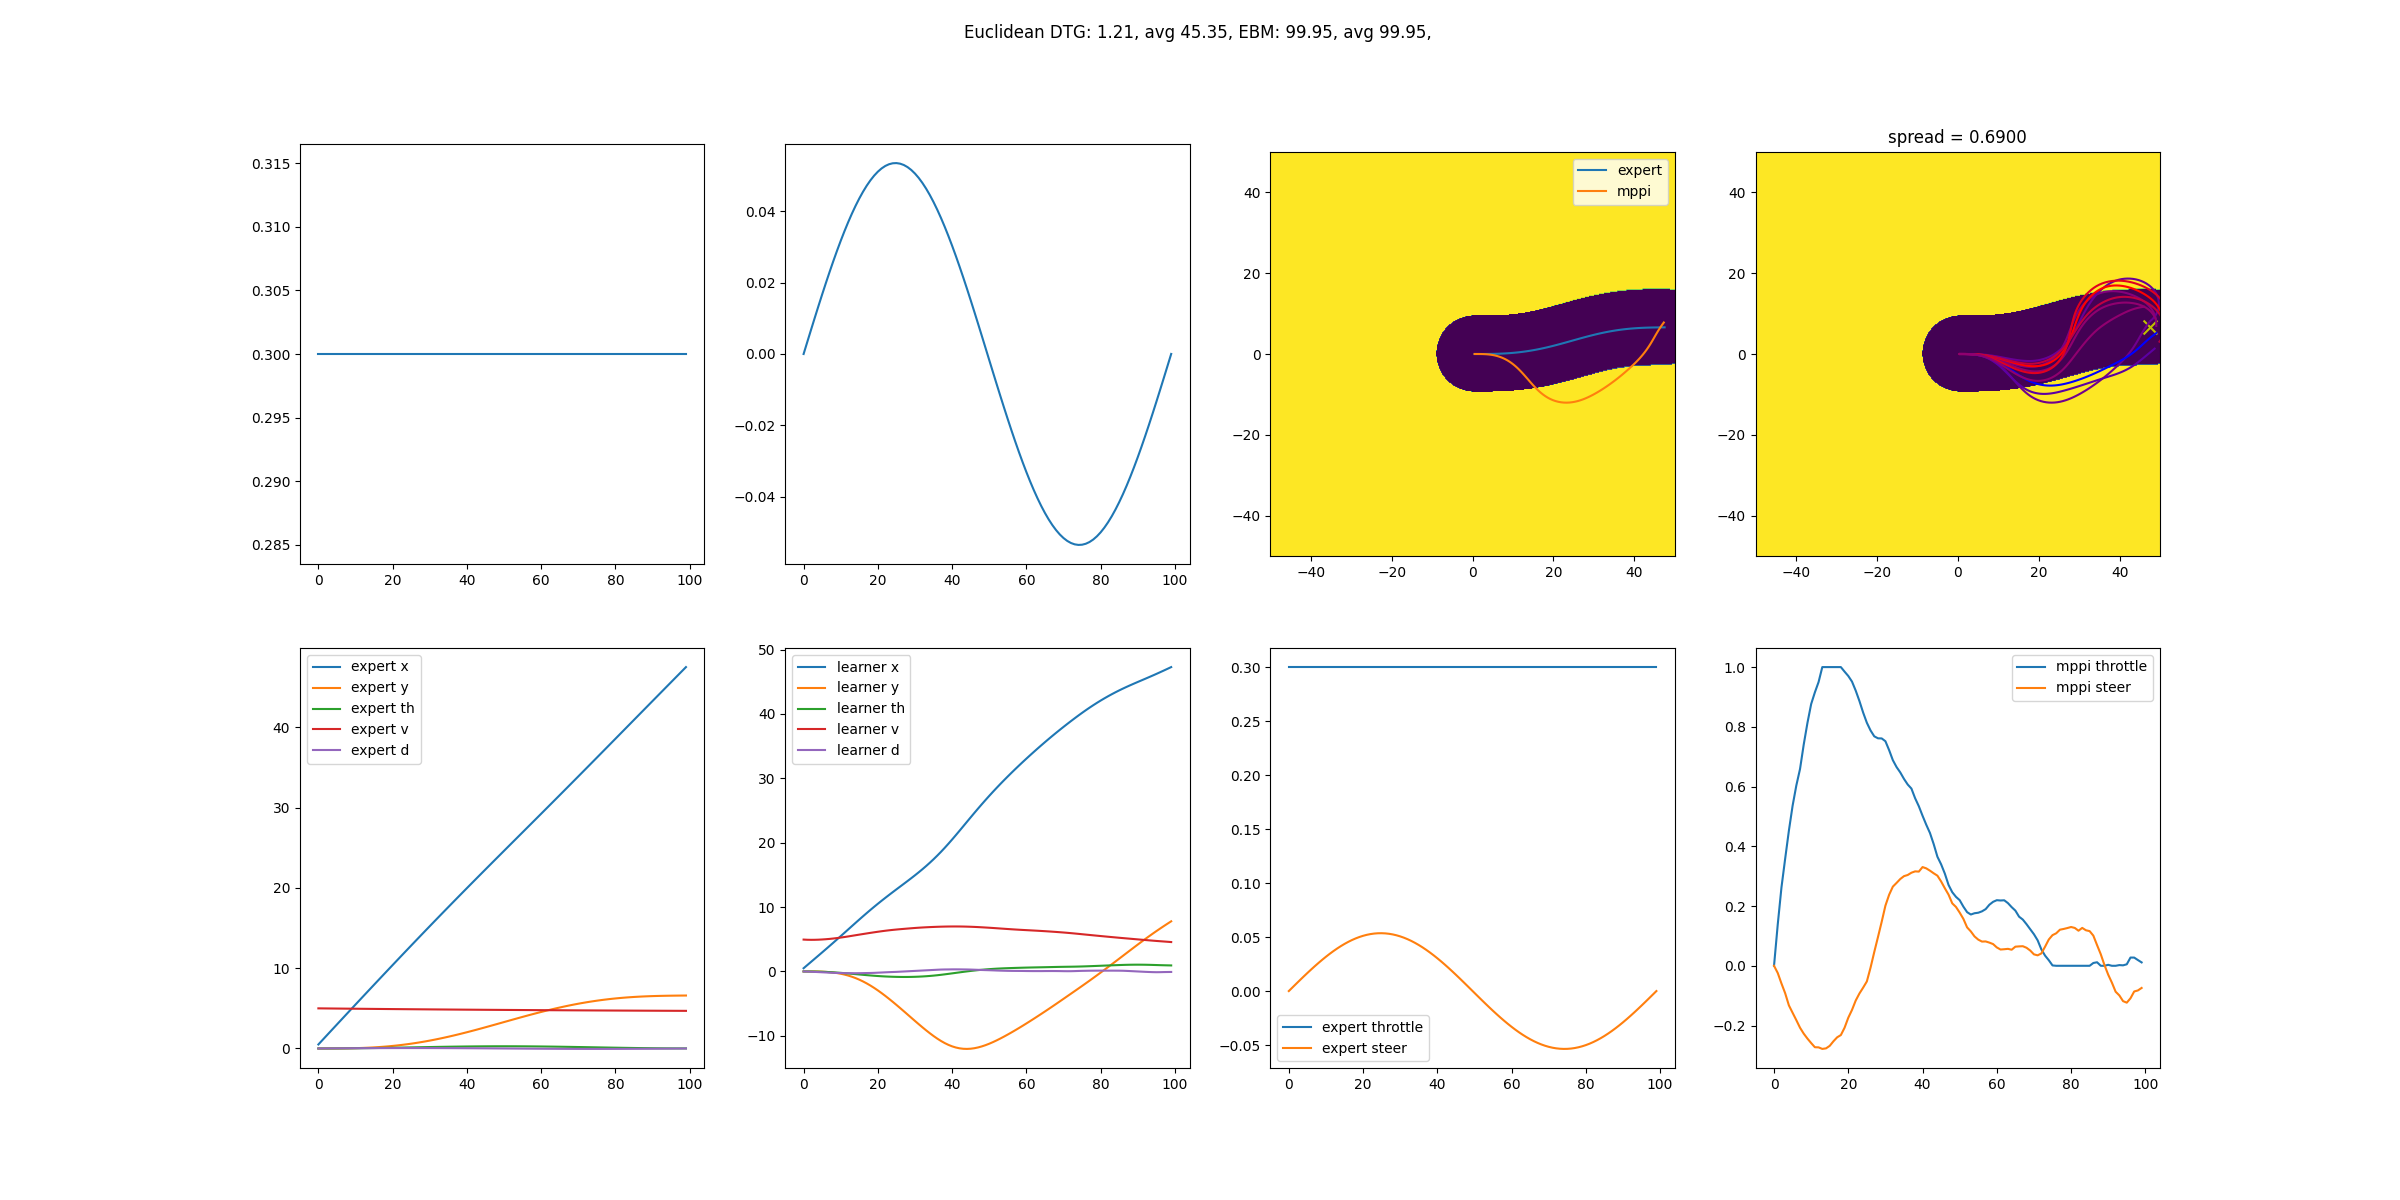 Euclidean DTG: 1.21, avg 45.35, EBM: 99.95, avg 99.95,
0.315
0.310
0.305
0.300
0.295
0.290
0.285
0 20 40 60 80 100
0.04
0.02
0.00
−0.02
−0.04
0 20 40 60 80 100
expert
mppi
40
20
0
−20
−40
−40 −20 0 20 40
spread = 0.6900
40
20
0
−20
−40
−40 −20 0 20 40
expert x
expert y
expert th
expert v
expert d
40
30
20
10
0
0 20 40 60 80 100
learner x
learner y
learner th
learner v
learner d
50
40
30
20
10
0
−10
0 20 40 60 80 100
0.30
0.25
0.20
0.15
0.10
0.05
0.00
−0.05
expert throttle
expert steer
0 20 40 60 80 100
mppi throttle
mppi steer
1.0
0.8
0.6
0.4
0.2
0.0
−0.2
0 20 40 60 80 100